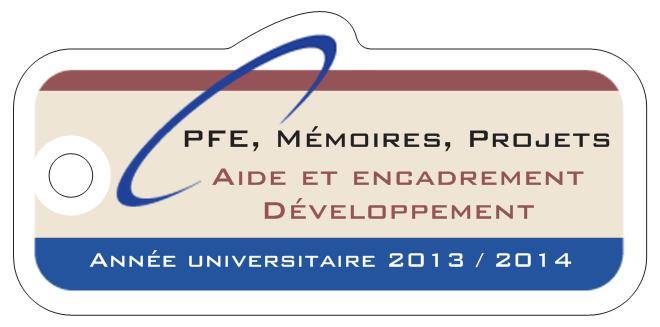 PFE, Mémoires, Projets
Aide et encadrement
Développement
Année universitaire 2013 / 2014